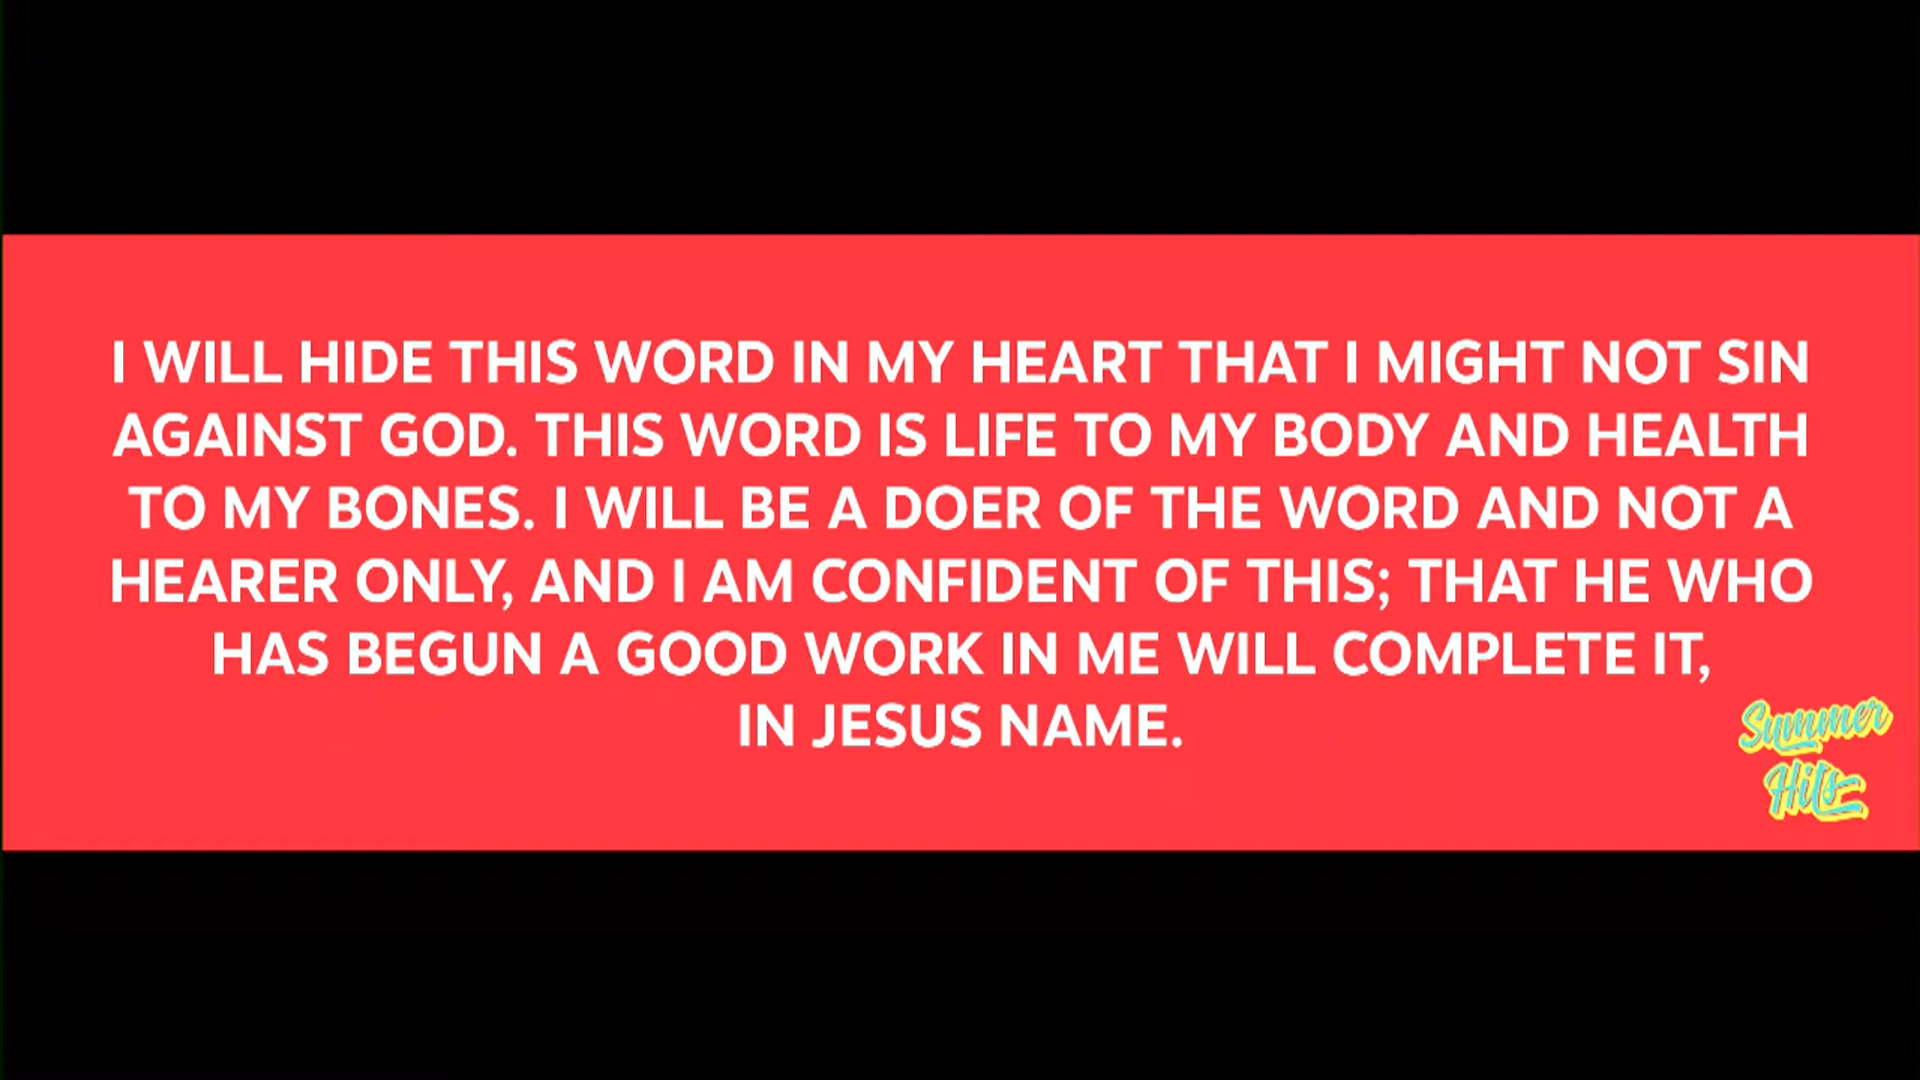 I WILL HIDE THIS WORD IN MY HEART THAT I MIGHT NOT SIN
AGAINST GOD. THIS WORD IS LIFE TO MY BODY AND HEALTH
TO MY BONES. I WILL BE A DOER OF THE WORD AND NOT A
HEARER ONLY, AND I AM CONFIDENT OF THIS; THAT HE WHO
HAS BEGUN A GOOD WORK IN ME WILL COMPLETE IT,
IN JESUS NAME.
Summer
Hits